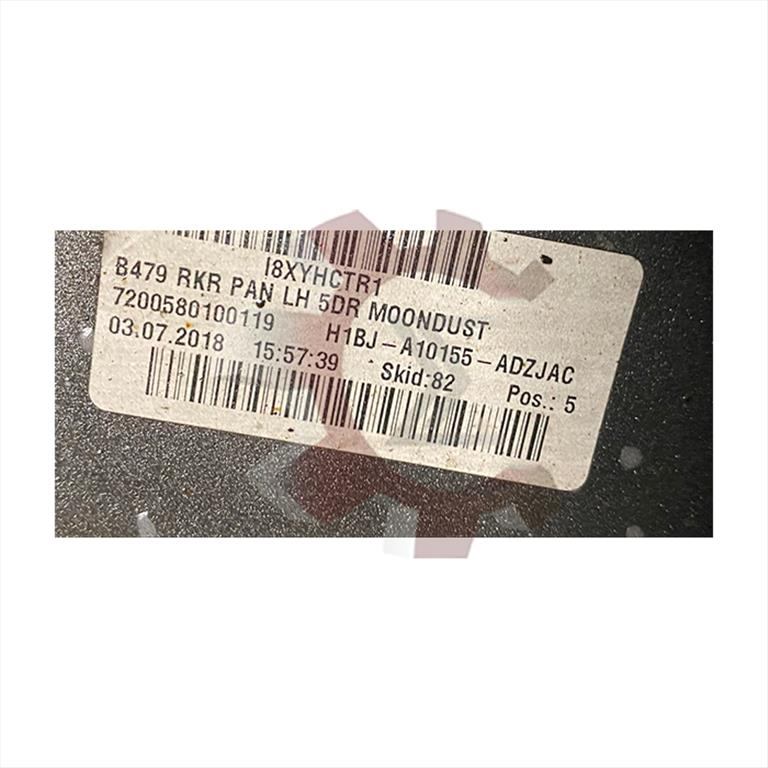 I8XYHCTR1
B479 RKR PAN LH 5DR MOONDUST
7200580100119 H1BJ-A10155-ADZJAC
03.07.2018 15:57:39 Skid:82 Pos.: 5